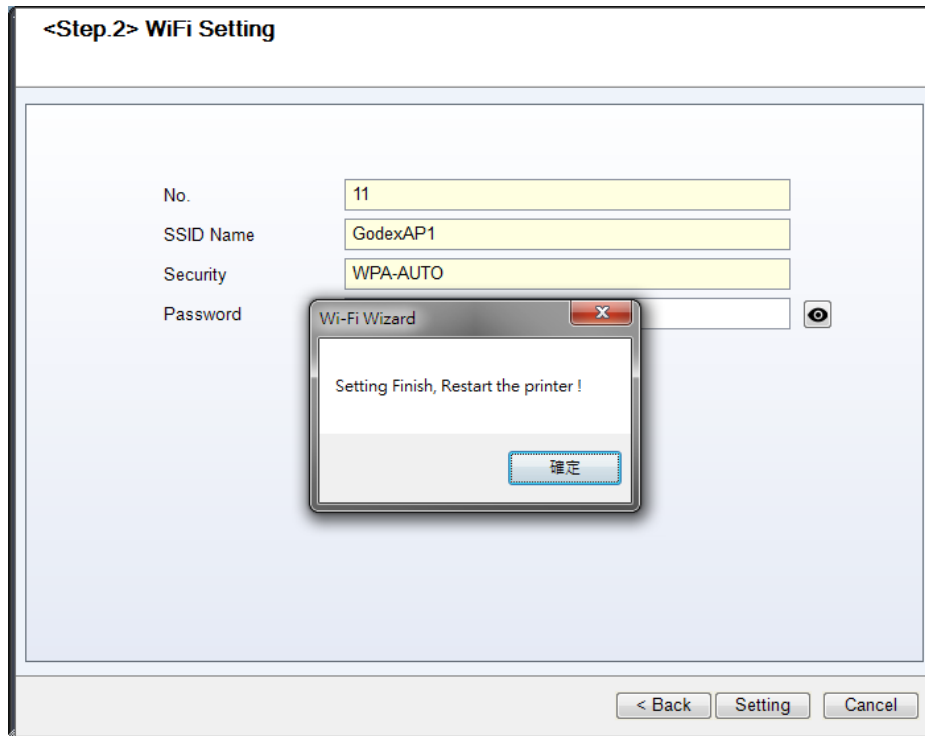 <Step.2> WiFi Setting
No. 11
SSID Name GodexAP1
Security WPA-AUTO
Password
Wi-Fi Wizard
Setting Finish, Restart the printer !
確定
< Back Setting Cancel